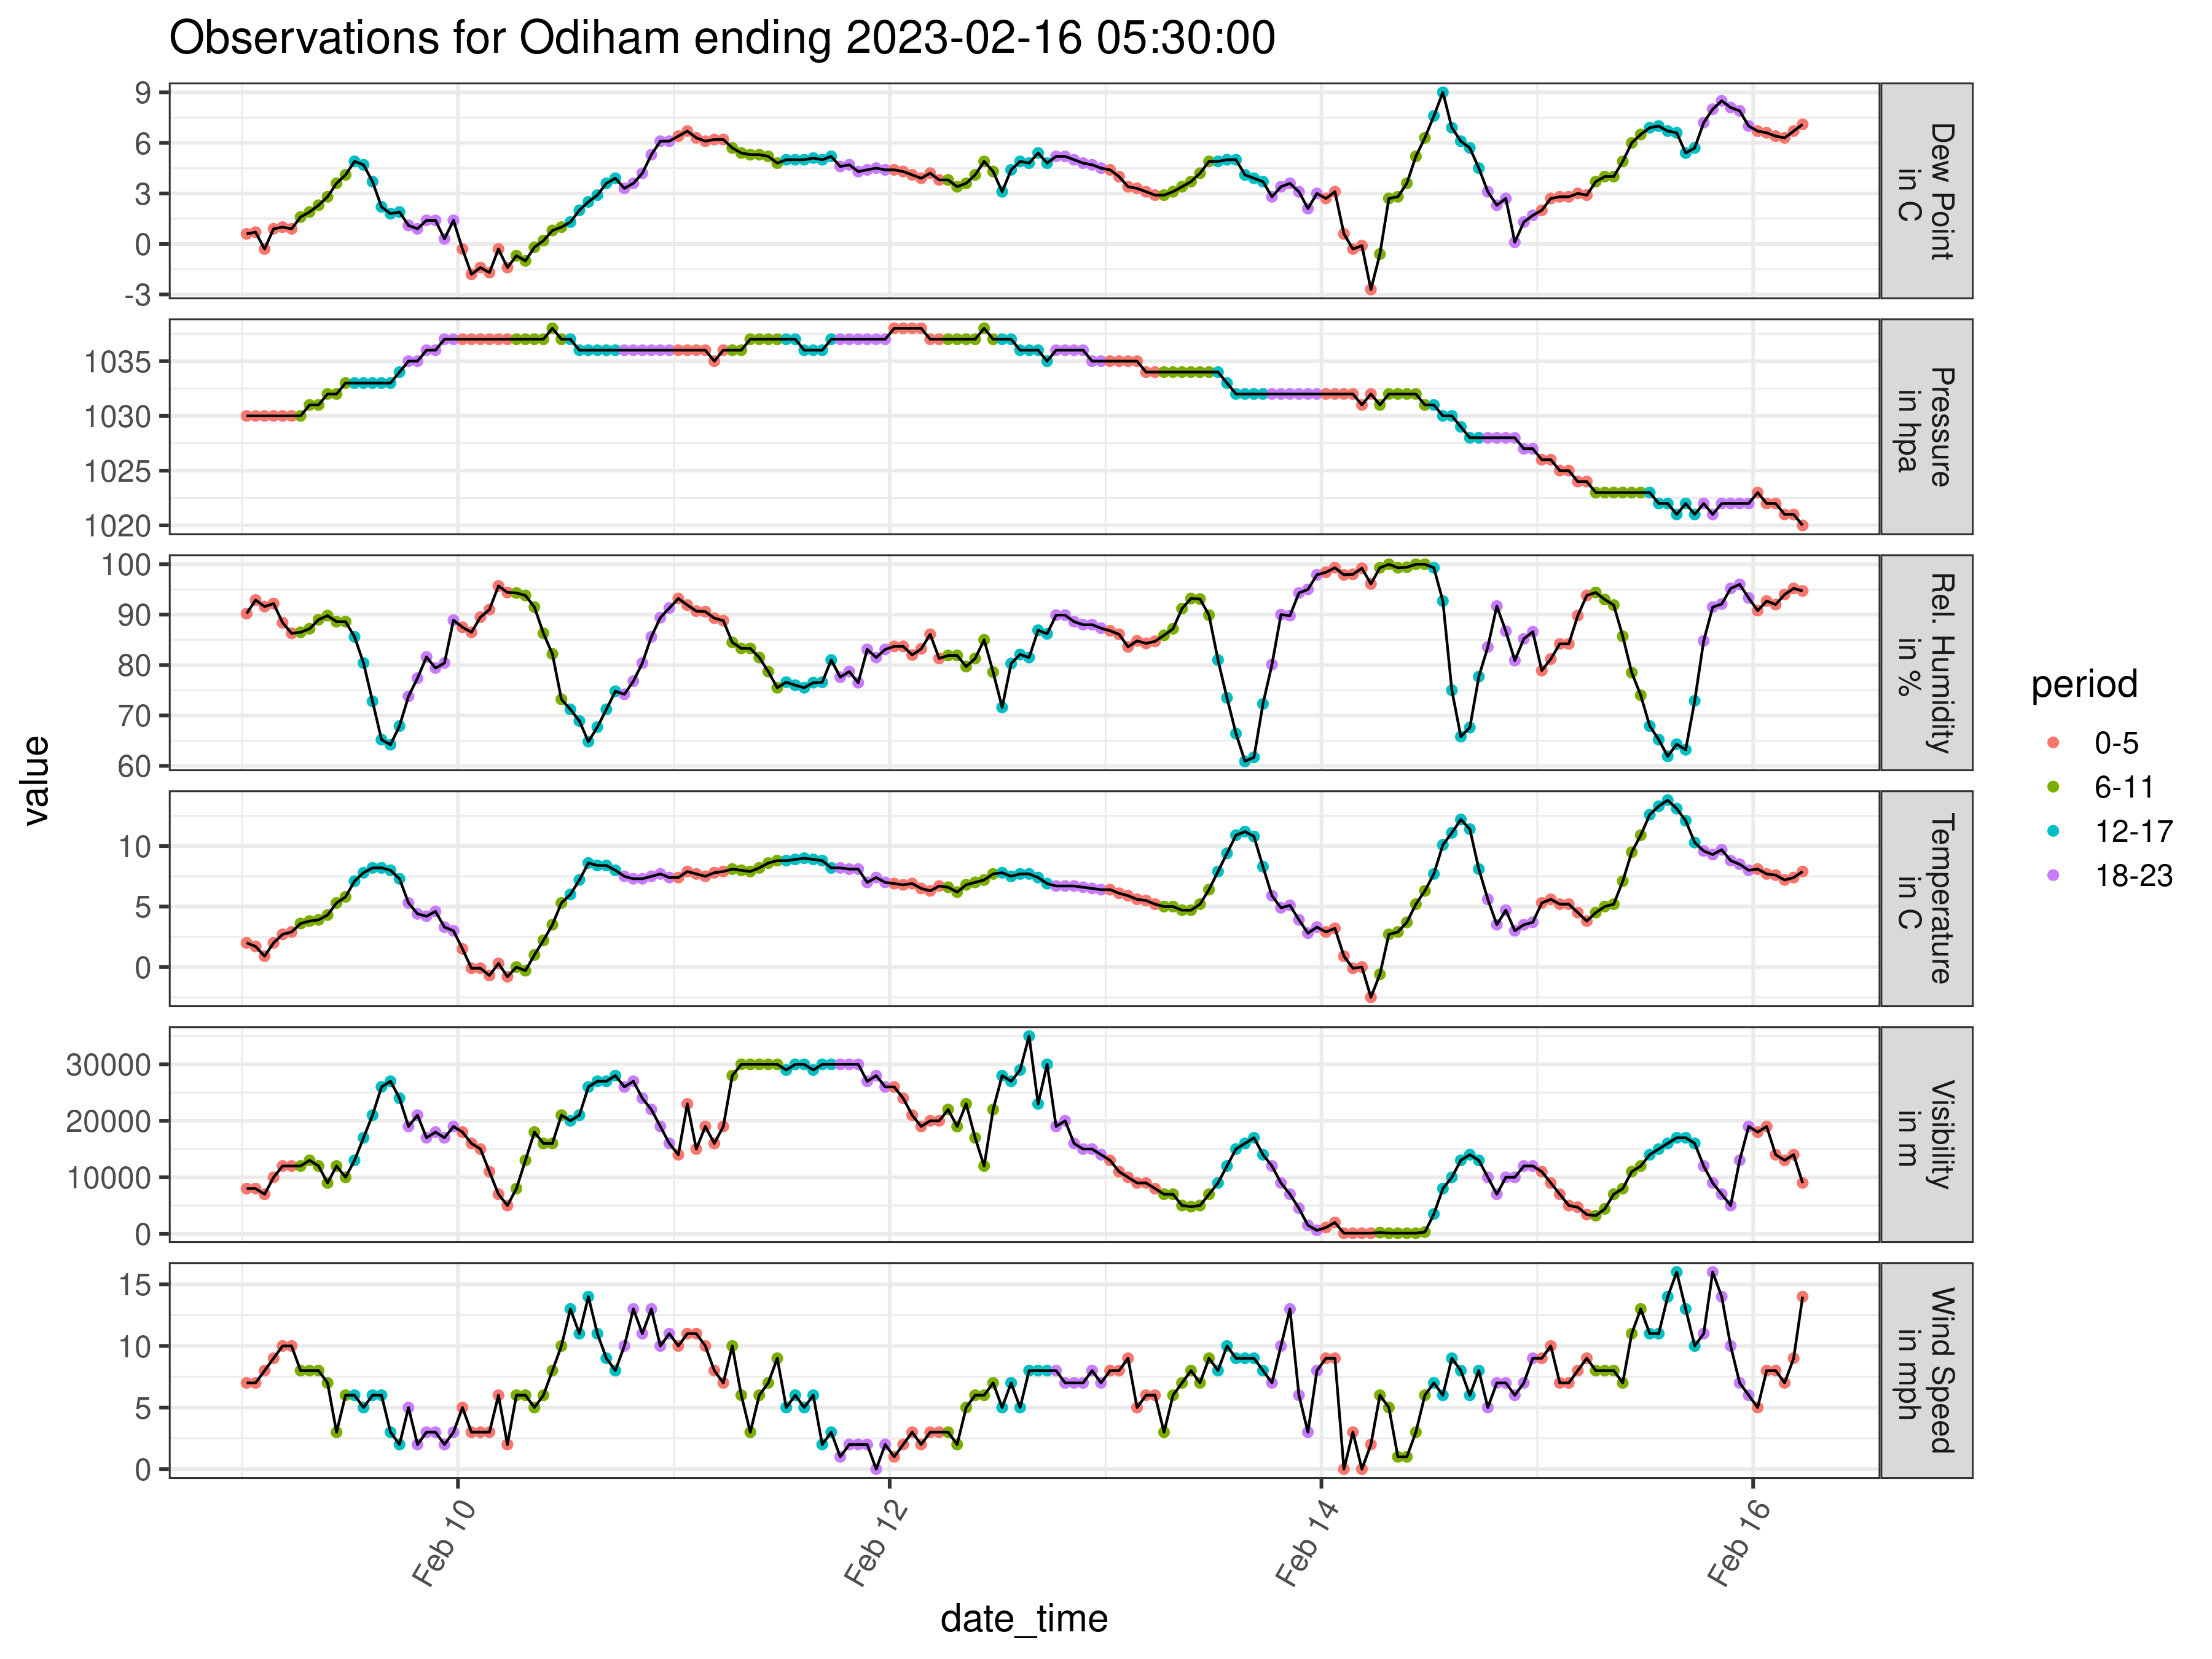 Observations for Odiham ending 2023-02-16 05:30:00
value
9
6
3
0
-3
Dew Point
in C
1035
1030
1025
1020
Pressure
in hpa
100
90
80
70
60
Rel. Humidity
in %
10
5
0
Temperature
in C
30000
20000
10000
0
Visibility
in m
15
10
5
0
Wind Speed
in mph
Feb 10
Feb 12
Feb 14
Feb 16
date_time
period
0-5
6-11
12-17
18-23